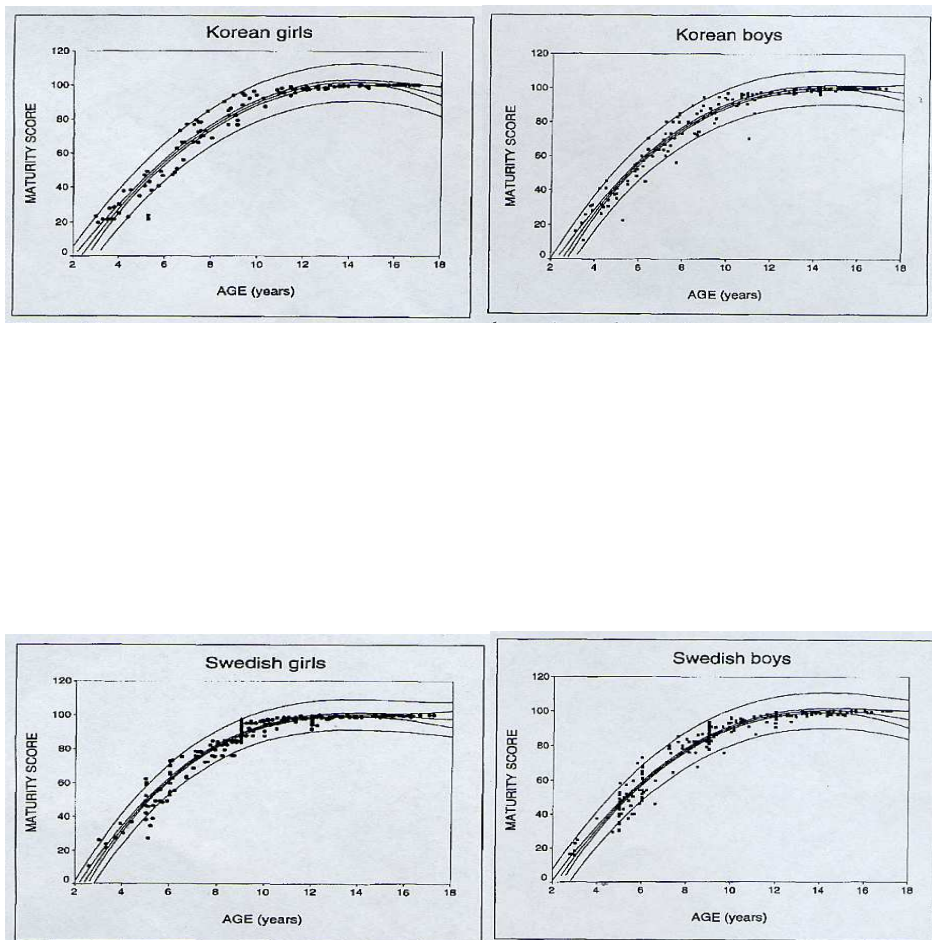 Korean girls
120
100
80
60
40
20
0
MATURITY SCORE
2 4 6 8 10 12 14 16 18
AGE (years)
Korean boys
120
100
80
60
40
20
0
MATURITY SCORE
2 4 6 8 10 12 14 16 18
AGE (years)
Swedish girls
120
100
80
60
40
20
0
MATURITY SCORE
2 4 6 8 10 12 14 16 18
AGE (years)
Swedish boys
120
100
80
60
40
20
0
MATURITY SCORE
2 4 6 8 10 12 14 16 18
AGE (years)